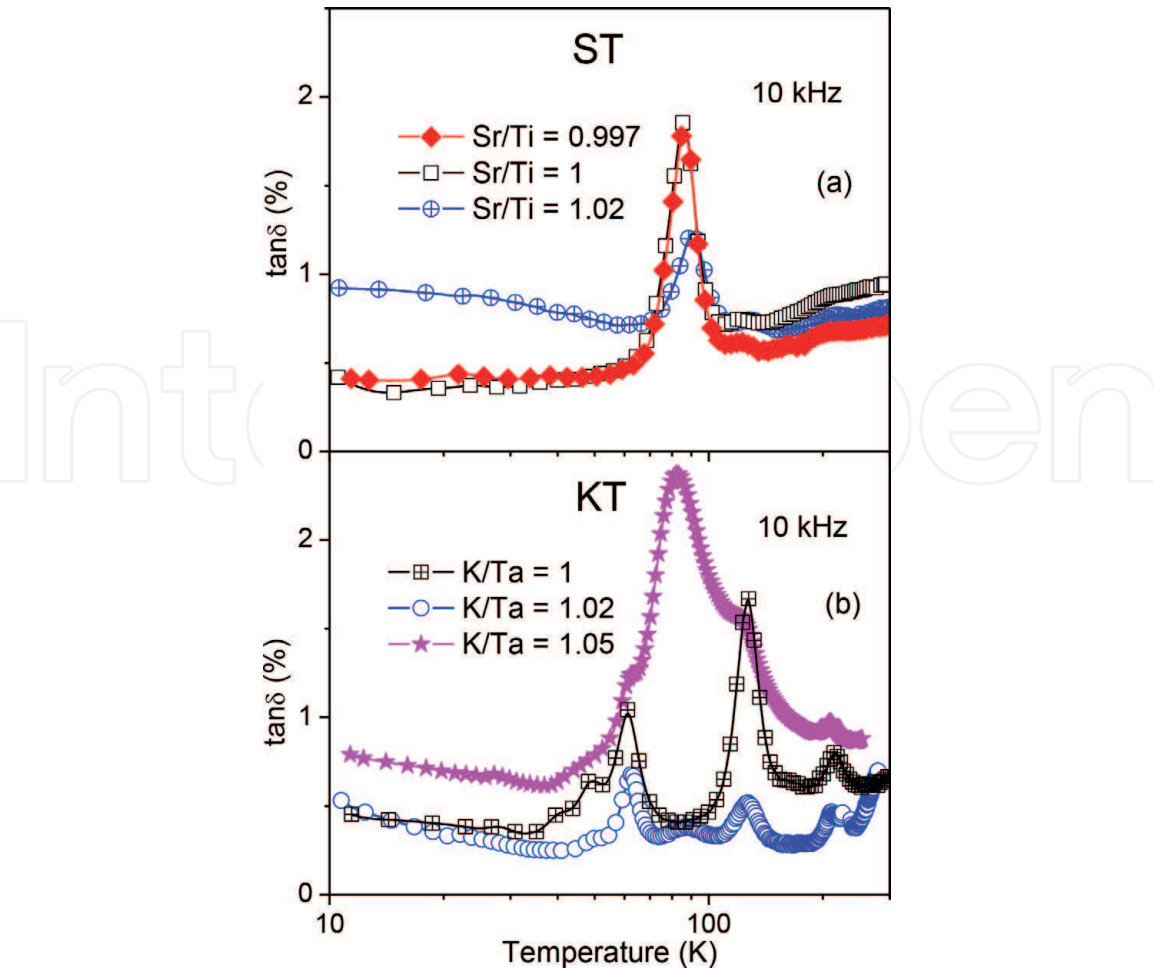 ST
10 kHz
Sr/Ti = 0.997
Sr/Ti = 1
Sr/Ti = 1.02
(a)
tanδ (%)
2
1
0
KT
10 kHz
K/Ta = 1
K/Ta = 1.02
K/Ta = 1.05
(b)
tanδ (%)
2
1
0
10
100
Temperature (K)